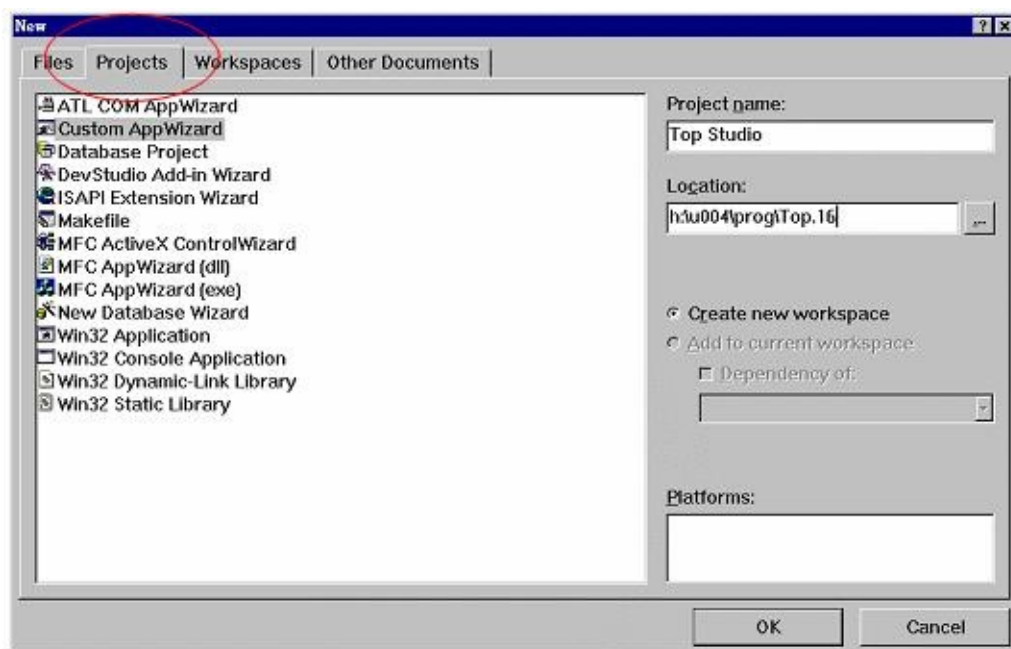 New
Files Projects Workspaces Other Documents
ATL COM AppWizard
Custom AppWizard
Database Project
DevStudio Add-in Wizard
ISAPI Extension Wizard
Makefile
MFC ActiveX ControlWizard
MFC AppWizard (dll)
MFC AppWizard (exe)
New Database Wizard
Win32 Application
Win32 Console Application
Win32 Dynamic-Link Library
Win32 Static Library
Project name:
Top Studio
Location:
h:\u004\prog\Top.16
...
Create new workspace
Add to current workspace
Dependency of:
Platforms:
OK Cancel